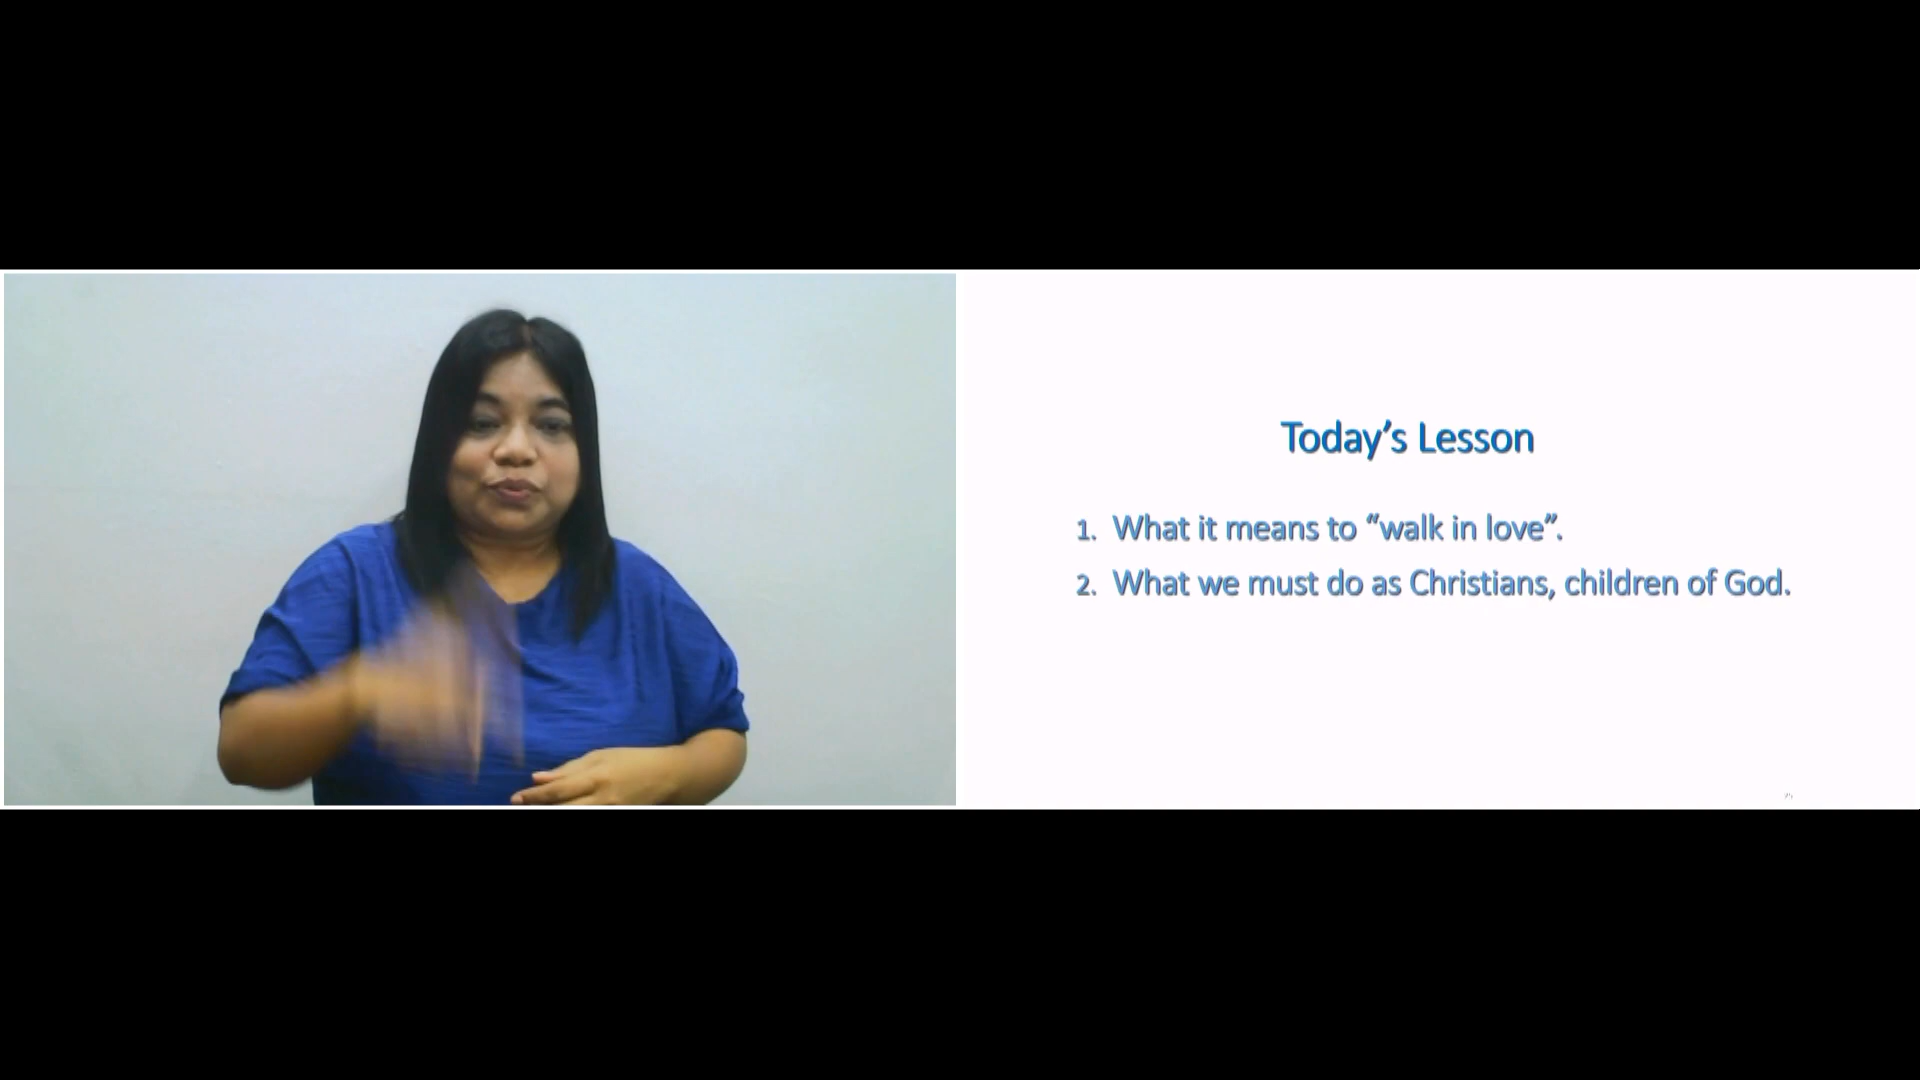 Today’s Lesson
1. What it means to “walk in love”.
2. What we must do as Christians, children of God.